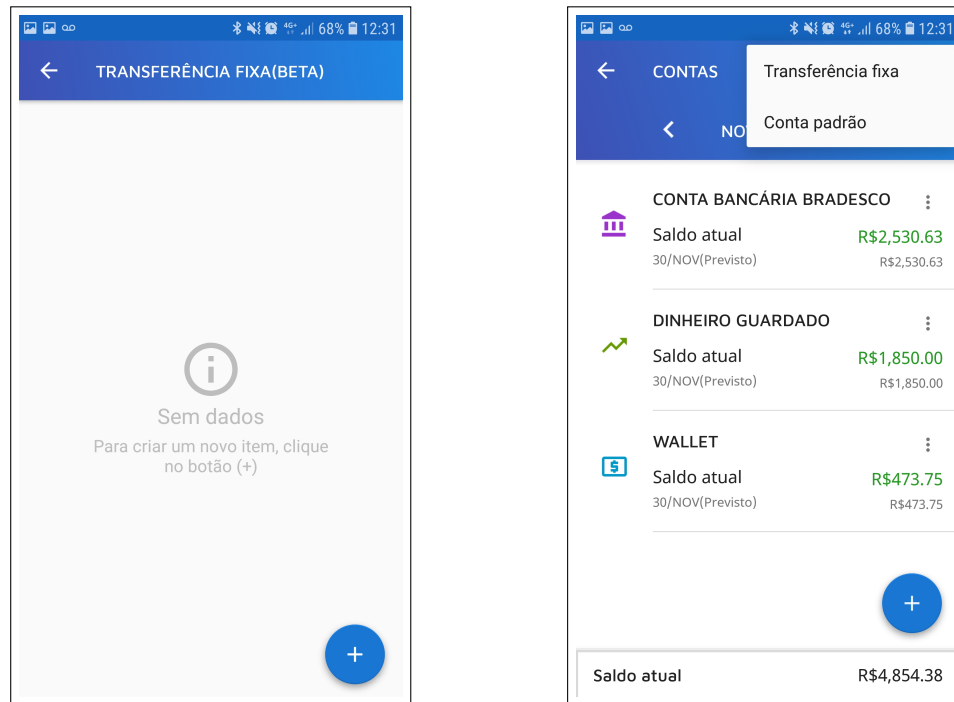 4G+ 68% 12:31
TRANSFERÊNCIA FIXA(BETA)
Sem dados
Para criar um novo item, clique
no botão (+)
4G+ 68% 12:31
CONTAS
Transferência fixa
NO
Conta padrão
CONTA BANCÁRIA BRADESCO
Saldo atual R$2,530.63
30/NOV(Previsto) R$2,530.63
DINHEIRO GUARDADO
Saldo atual R$1,850.00
30/NOV(Previsto) R$1,850.00
WALLET
Saldo atual R$473.75
30/NOV(Previsto) R$473.75
Saldo atual R$4,854.38